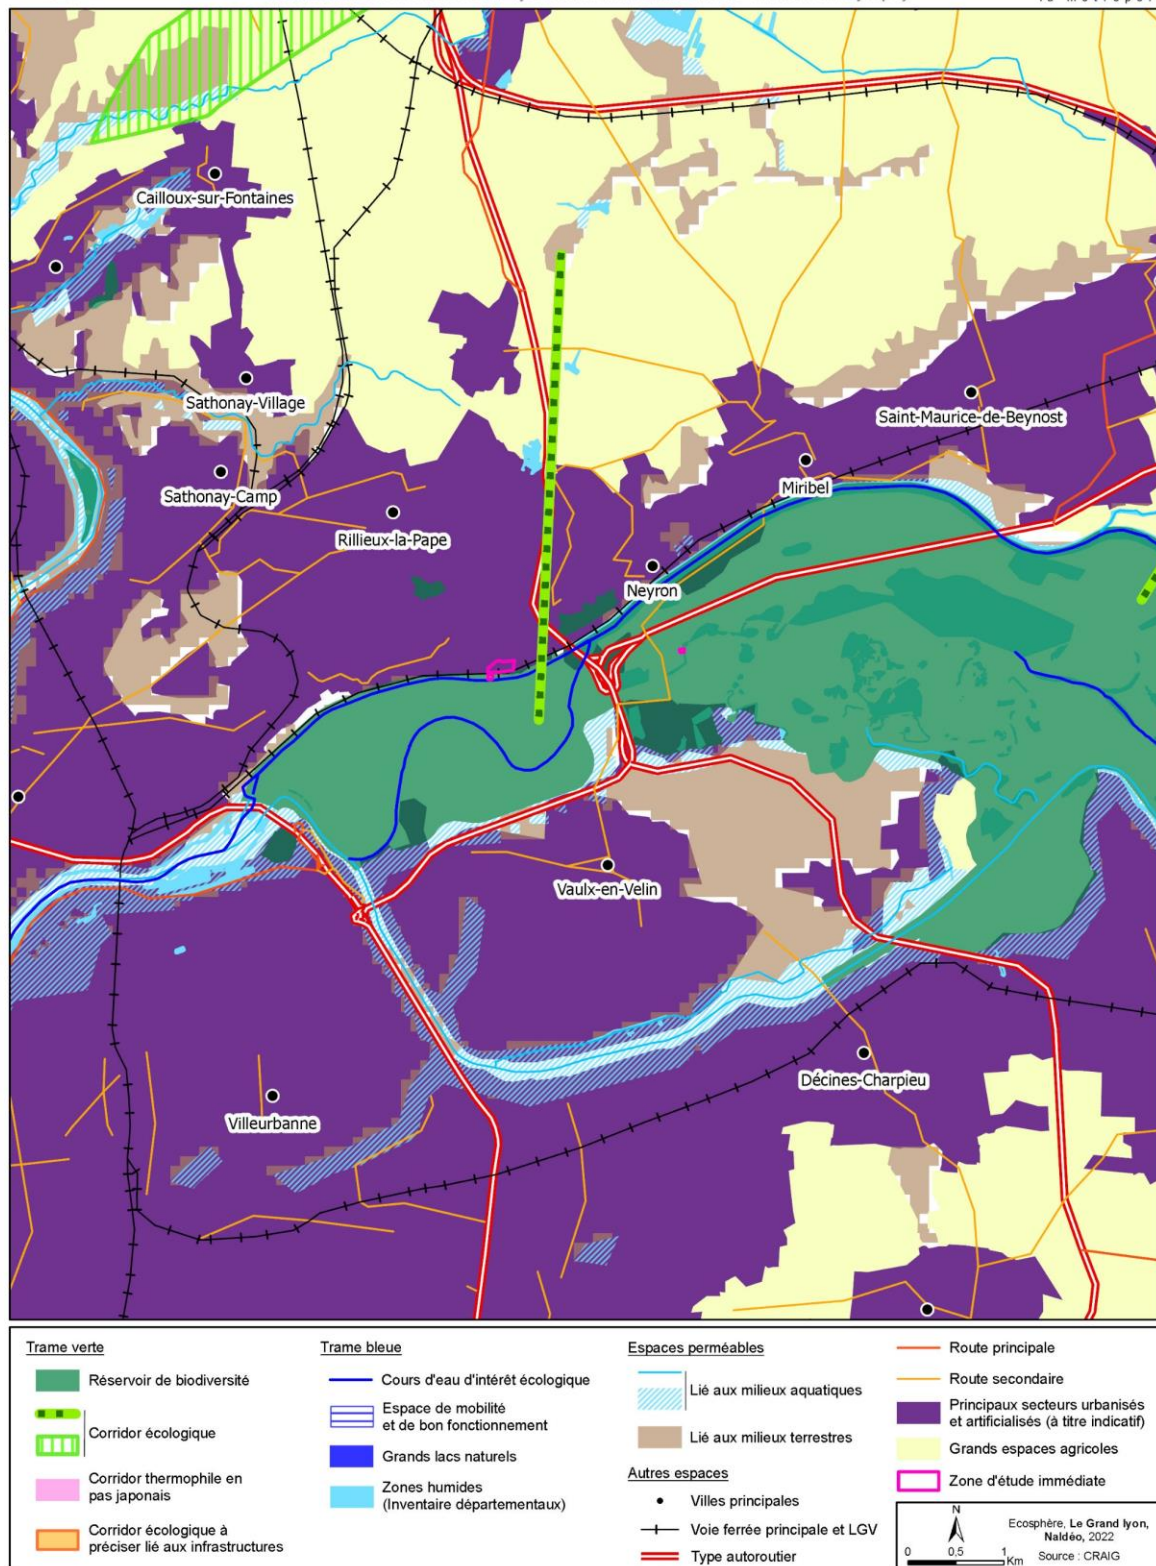 Cailloux-sur-Fontaines
Sathonay-Village
Saint-Maurice-de-Beynost
Sathonay-Camp
Miribel
Rillieux-la-Pape
Neyron
Vaulx-en-Velin
Décines-Charpieu
Villeurbanne
Trame verte
Réservoir de biodiversité
Corridor écologique
Corridor thermophile en
pas japonais
Corridor écologique à
préciser lié aux infrastructures
Trame bleue
Cours d'eau d'intérêt écologique
Espace de mobilité
et de bon fonctionnement
Grands lacs naturels
Zones humides
(Inventaire départementaux)
Espaces perméables
Lié aux milieux aquatiques
Lié aux milieux terrestres
Autres espaces
Villes principales
Voie ferrée principale et LGV
Type autoroutier
Route principale
Route secondaire
Principaux secteurs urbanisés
et artificialisés (à titre indicatif)
Grands espaces agricoles
Zone d'étude immédiate
N
0 0,5 1
Km
Ecosphère, Le Grand lyon,
Naldéo, 2022
Source : CRAIG